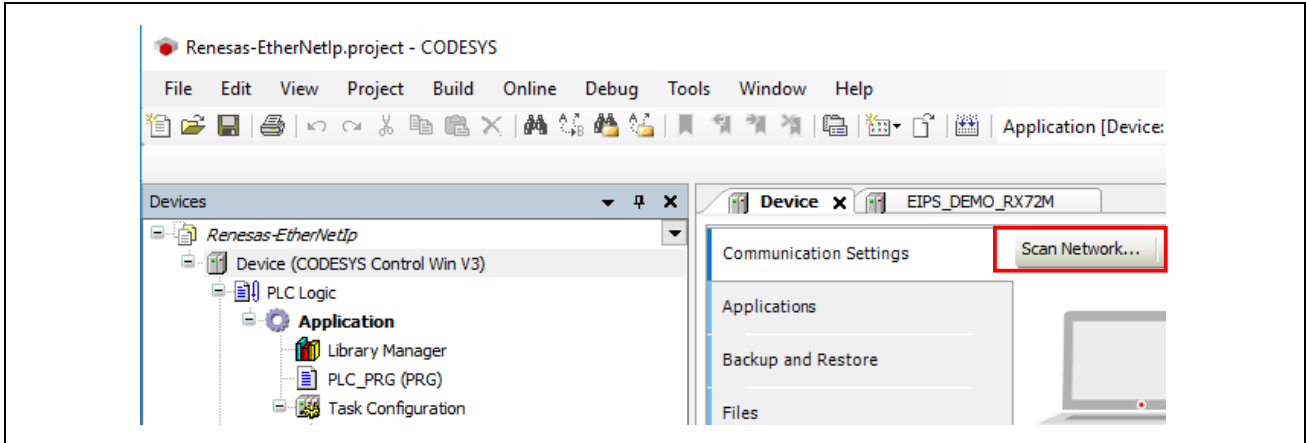 Renesas-EtherNetIp.project - CODESYS
File Edit View Project Build Online Debug Tools Window Help
Application [Device:
Devices
Device
EIPS_DEMO_RX72M
Renesas-EtherNetIp
Communication Settings
Scan Network...
Device (CODESYS Control Win V3)
PLC Logic
Applications
Application
Library Manager
Backup and Restore
PLC_PRG (PRG)
Task Configuration
Files